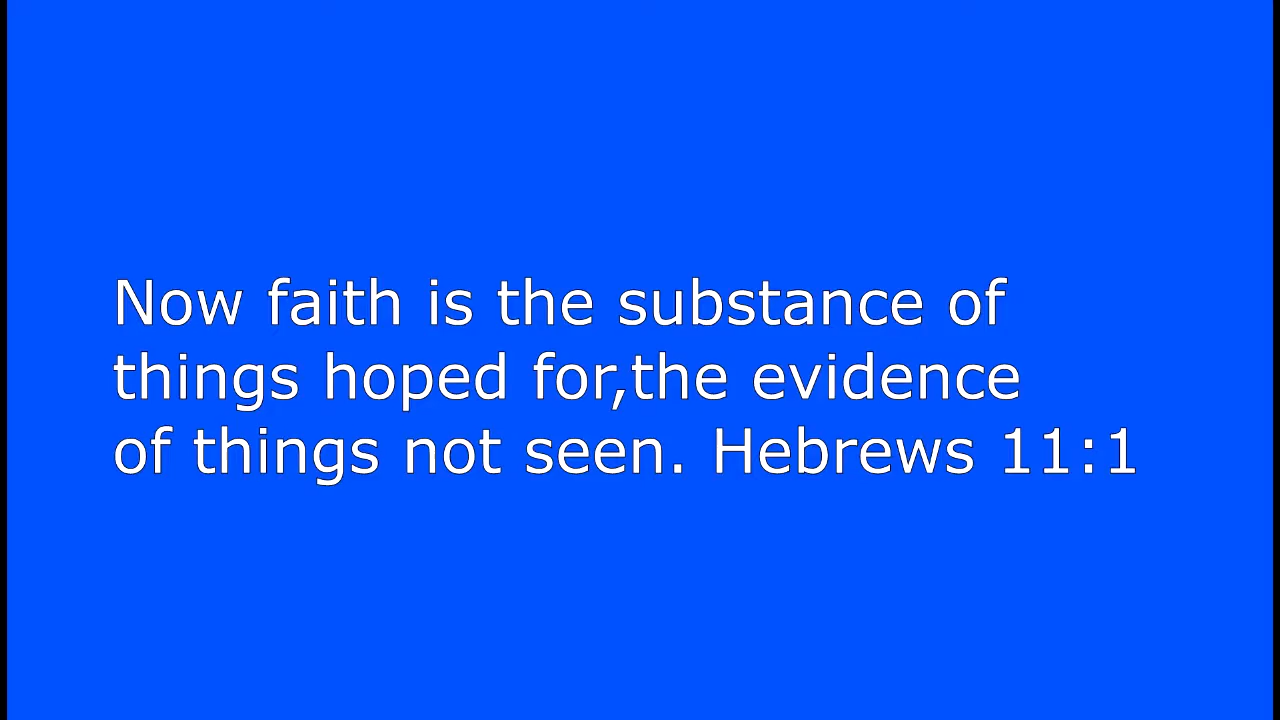 Now faith is the substance of
things hoped for,the evidence
of things not seen. Hebrews 11:1